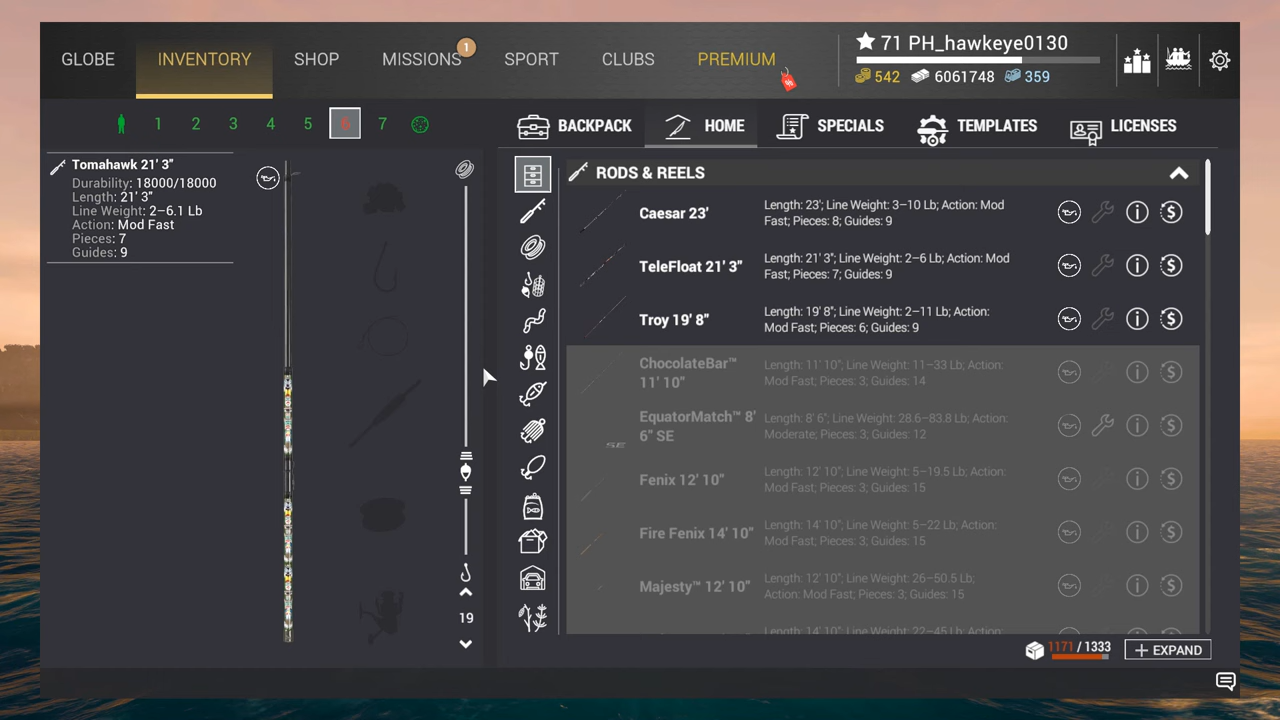 GLOBE INVENTORY SHOP MISSIONS 1 SPORT CLUBS PREMIUM
71 PH_hawkeye0130
542 6061748 359
1 2 3 4 5 6 7
BACKPACK HOME SPECIALS TEMPLATES LICENSES
Tomahawk 21' 3"
Durability: 18000/18000
Length: 21' 3"
Line Weight: 2–6.1 Lb
Action: Mod Fast
Pieces: 7
Guides: 9
19
RODS & REELS
Caesar 23'
Length: 23'; Line Weight: 3–10 Lb; Action: Mod
Fast; Pieces: 8; Guides: 9
TeleFloat 21' 3"
Length: 21' 3"; Line Weight: 2–6 Lb; Action: Mod
Fast; Pieces: 7; Guides: 9
Troy 19' 8"
Length: 19' 8"; Line Weight: 2–11 Lb; Action:
Mod Fast; Pieces: 6; Guides: 9
ChocolateBar™
11' 10"
Length: 11' 10"; Line Weight: 11–33 Lb; Action:
Mod Fast; Pieces: 3; Guides: 14
SE
EquatorMatch™ 8'
6" SE
Length: 8' 6"; Line Weight: 28.6–83.8 Lb; Action:
Moderate; Pieces: 3; Guides: 12
Fenix 12' 10"
Length: 12' 10"; Line Weight: 5–19.5 Lb; Action:
Mod Fast; Pieces: 3; Guides: 15
Fire Fenix 14' 10"
Length: 14' 10"; Line Weight: 5–22 Lb; Action:
Mod Fast; Pieces: 3; Guides: 15
Majesty™ 12' 10"
Length: 12' 10"; Line Weight: 26–50.5 Lb;
Action: Mod Fast; Pieces: 3; Guides: 15
Length: 14' 10"; Line Weight: 22–45 Lb; Action:
1171 / 1333
EXPAND